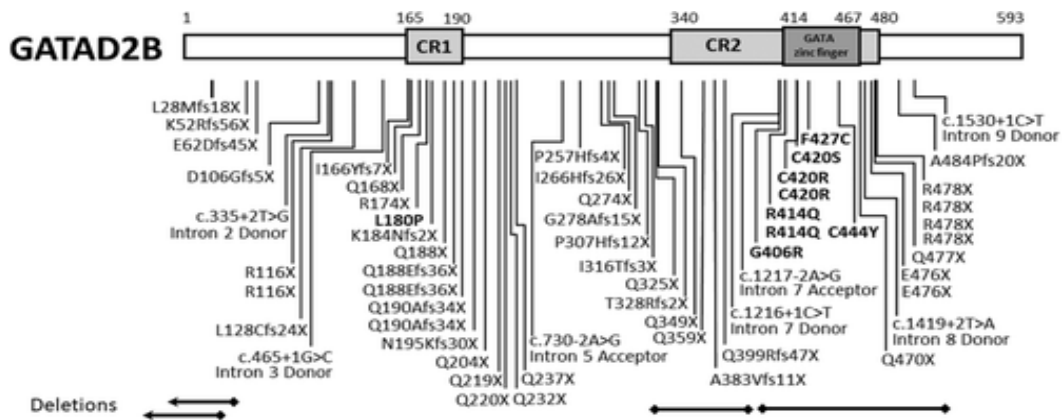 1 165 190 340 414 467 480 593
GATAD2B
CR1
CR2
GATA
zinc finger
L28Mfs18X
K52Rfs56X
E62Dfs45X
D106Gfs5X
c.335+2T>G
Intron 2 Donor
R116X
R116X
L128Cfs24X
c.465+1G>C
Intron 3 Donor
I166Yfs7X
Q168X
R174X
L180P
K184Nfs2X
Q188X
Q188Efs36X
Q188Efs36X
Q190Afs34X
Q190Afs34X
N195Kfs30X
Q204X
Q219X
Q220X
Q232X
Q237X
c.730-2A>G
Intron 5 Acceptor
P257Hfs4X
I266Hfs26X
Q274X
G278Afs15X
P307Hfs12X
I316Tfs3X
Q325X
T328Rfs2X
Q349X
Q359X
A383Vfs11X
Q399Rfs47X
c.1216+1C>T
Intron 7 Donor
c.1217-2A>G
Intron 7 Acceptor
G406R
R414Q
R414Q
C420R
C420R
C420S
F427C
C444Y
Q470X
c.1419+2T>A
Intron 8 Donor
E476X
E476X
Q477X
R478X
R478X
R478X
R478X
A484Pfs20X
c.1530+1C>T
Intron 9 Donor
Deletions